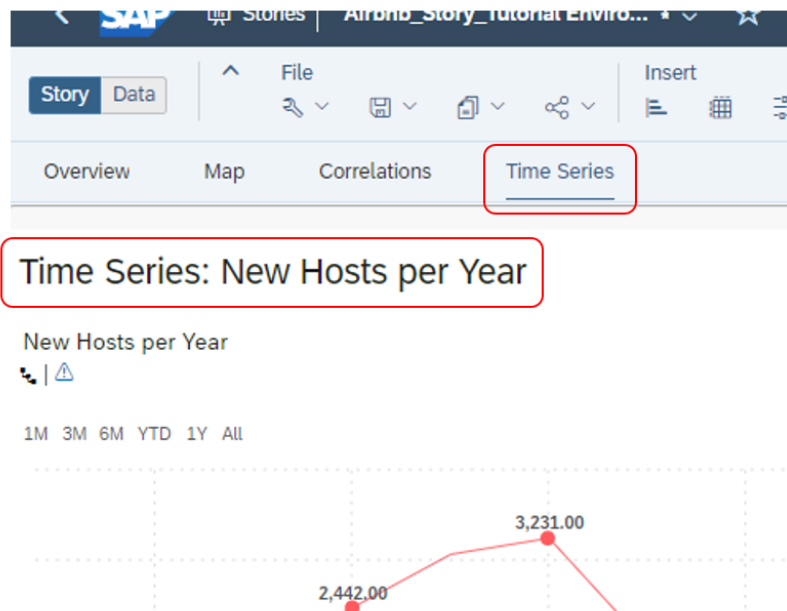 SAP Stories Airbnb_Story_Tutorial Enviro... *
File Insert
Story Data
Overview Map Correlations Time Series
Time Series: New Hosts per Year
New Hosts per Year
1M 3M 6M YTD 1Y All
3,231.00
2,442.00